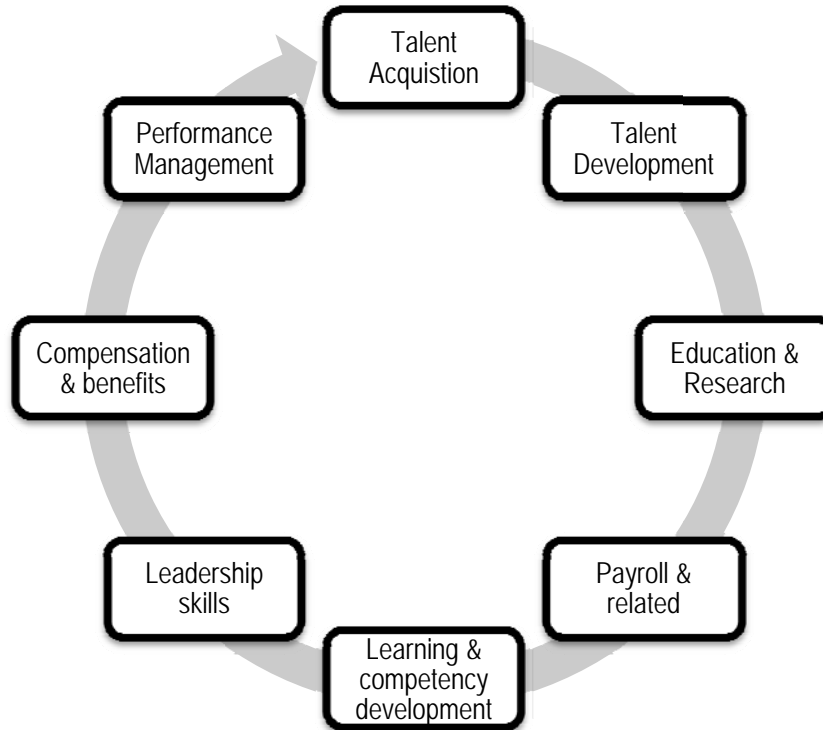 Talent
Acquistion
Talent
Development
Education &
Research
Payroll &
related
Learning &
competency
development
Leadership
skills
Compensation
& benefits
Performance
Management